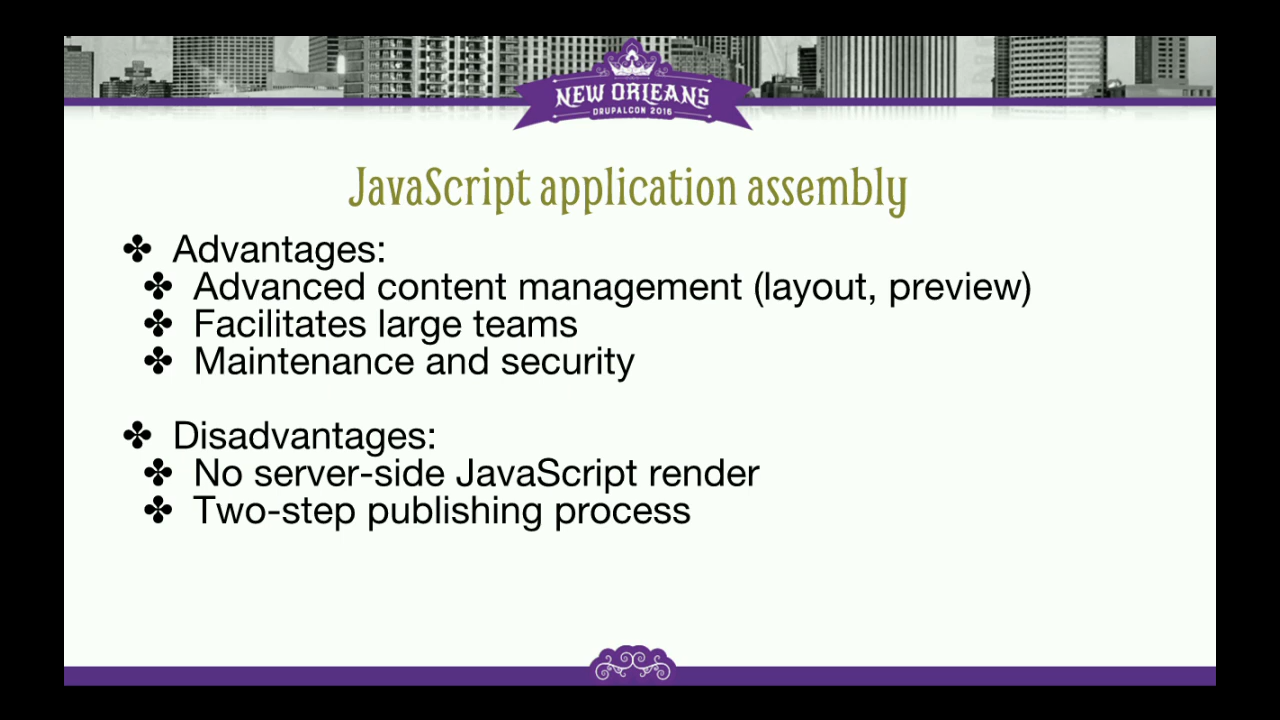 NEW ORLEANS
DRUPALCON 2016
JavaScript application assembly
✤ Advantages:
✤ Advanced content management (layout, preview)
✤ Facilitates large teams
✤ Maintenance and security
✤ Disadvantages:
✤ No server-side JavaScript render
✤ Two-step publishing process